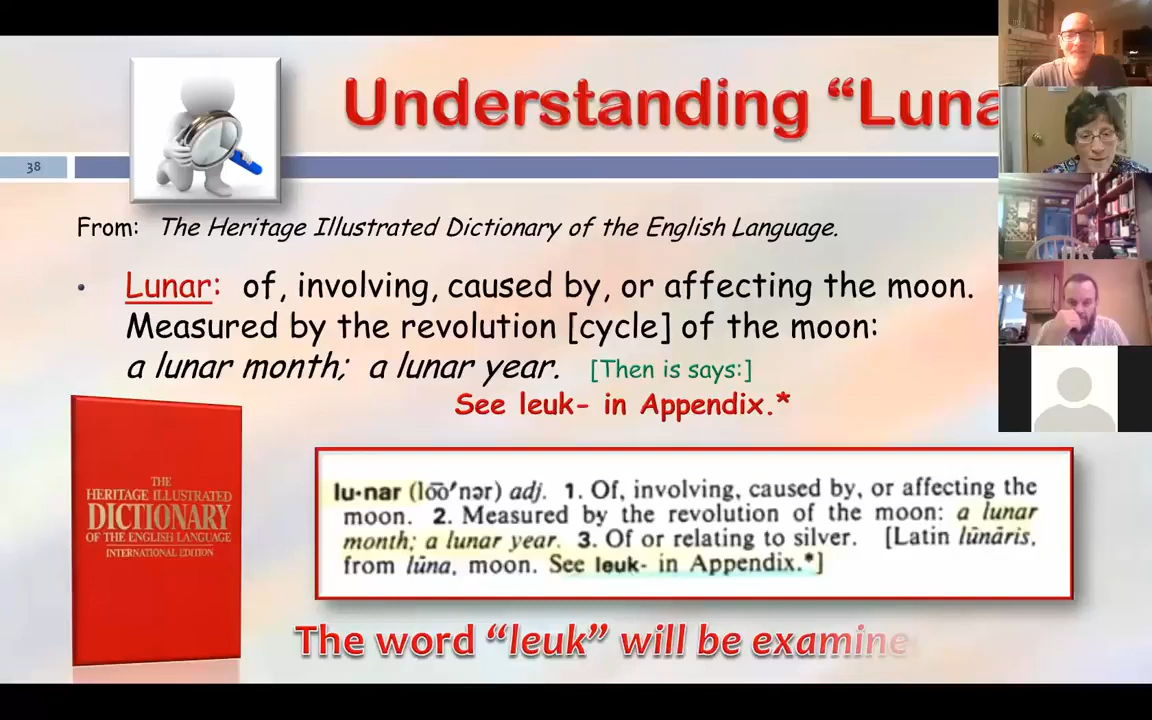 Understanding “Luna
38
From: The Heritage Illustrated Dictionary of the English Language.
• Lunar: of, involving, caused by, or affecting the moon.
Measured by the revolution [cycle] of the moon:
a lunar month; a lunar year. [Then is says:]
See leuk- in Appendix.*
THE
HERITAGE ILLUSTRATED
DICTIONARY
OF THE ENGLISH LANGUAGE
INTERNATIONAL EDITION
lu·nar (lo͞oʹnər) adj. 1. Of, involving, caused by, or affecting the
moon. 2. Measured by the revolution of the moon: a lunar
month; a lunar year. 3. Of or relating to silver. [Latin lūnāris,
from lūna, moon. See leuk- in Appendix.*]
The word “leuk” will be examine